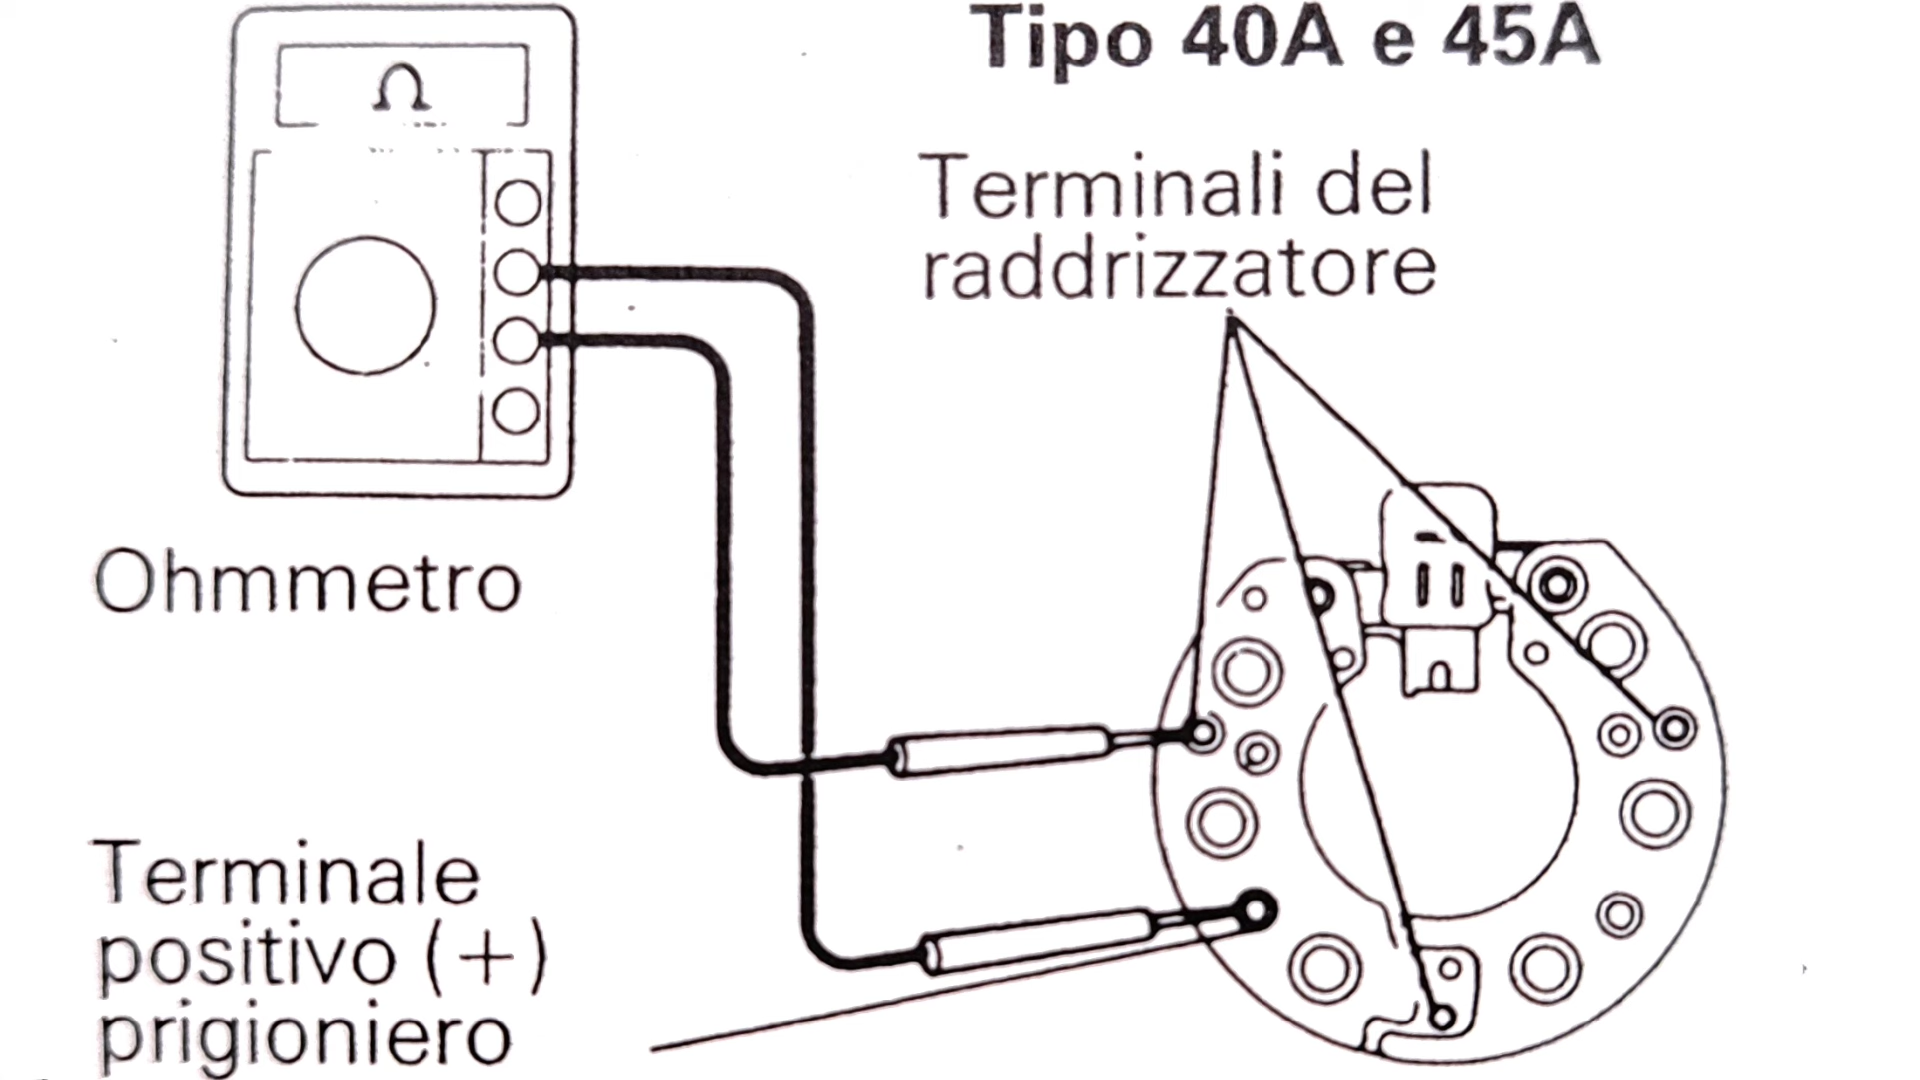 Tipo 40A e 45A
Ω
Terminali del
raddrizzatore
Ohmmetro
Terminale
positivo (+)
prigioniero